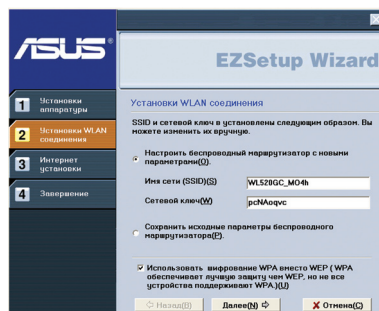 ASUS®
EZSetup Wizard
1 Установки аппаратуры
2 Установки WLAN соединения
3 Интернет установки
4 Завершение
Установки WLAN соединения
SSID и сетевой ключ в установлены следующим образом. Вы
можете изменить их вручную.
Настроить беспроводный маршрутизатор с новыми
параметрами(O).
Имя сети (SSID)(S) WL520GC_MO4h
Сетевой ключ(W) pcNAoqvc
Сохранить исходные параметры беспроводного
маршрутизатора(P).
Использовать шифрование WPA вместо WEP ( WPA
обеспечивает лучшую защиту чем WEP, но не все
устройства поддерживают WPA.)(U)
Назад(B) Далее(N) Отмена(C)